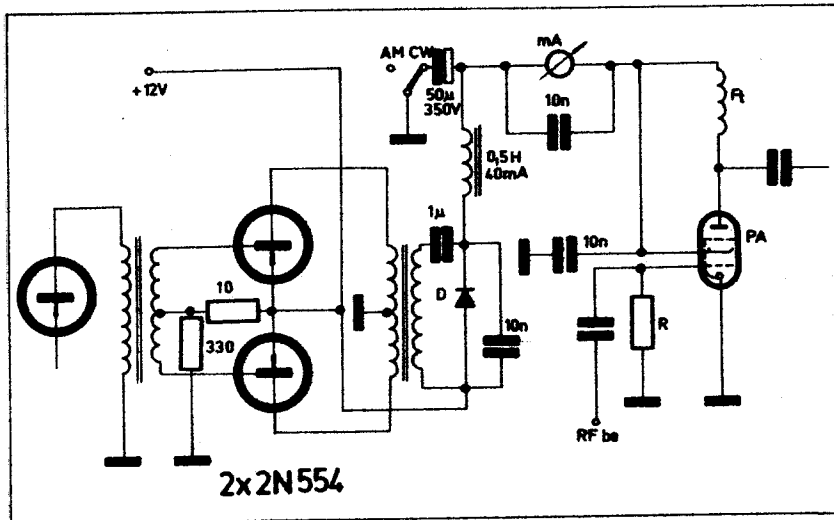 AM CW
mA
+12V
50µ
350V
10n
Ft
0,5H
40mA
1µ
10n
PA
10
D
330
10n
R
RF be
2x2N554